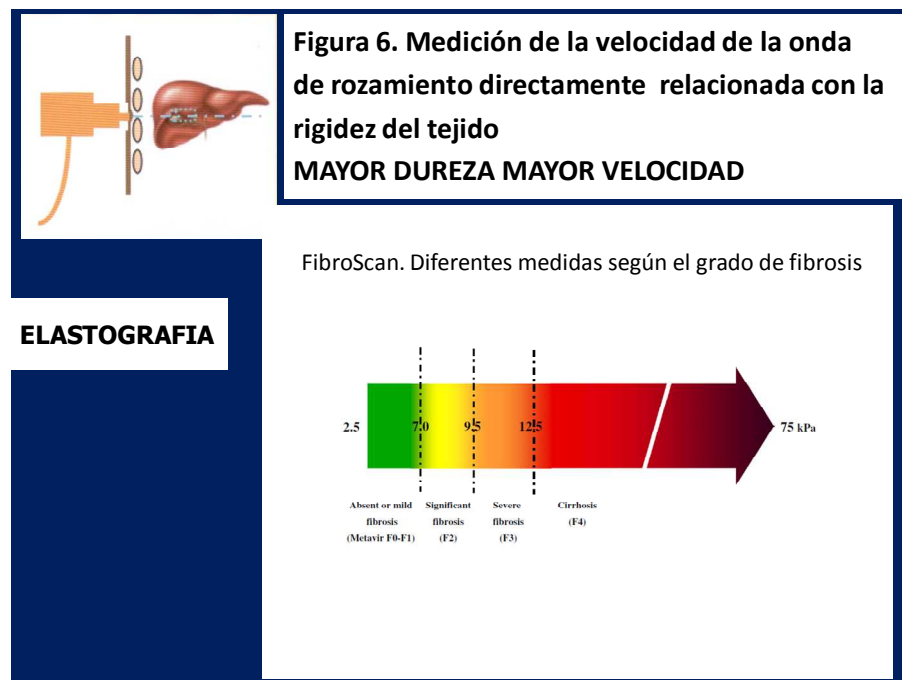 Figura 6. Medición de la velocidad de la onda
de rozamiento directamente relacionada con la
rigidez del tejido
MAYOR DUREZA MAYOR VELOCIDAD
FibroScan. Diferentes medidas según el grado de fibrosis
ELASTOGRAFIA
2.5 7.0 9.5 12.5 75 kPa
Absent or mild Significant Severe Cirrhosis
fibrosis fibrosis fibrosis (F4)
(Metavir F0-F1) (F2) (F3)